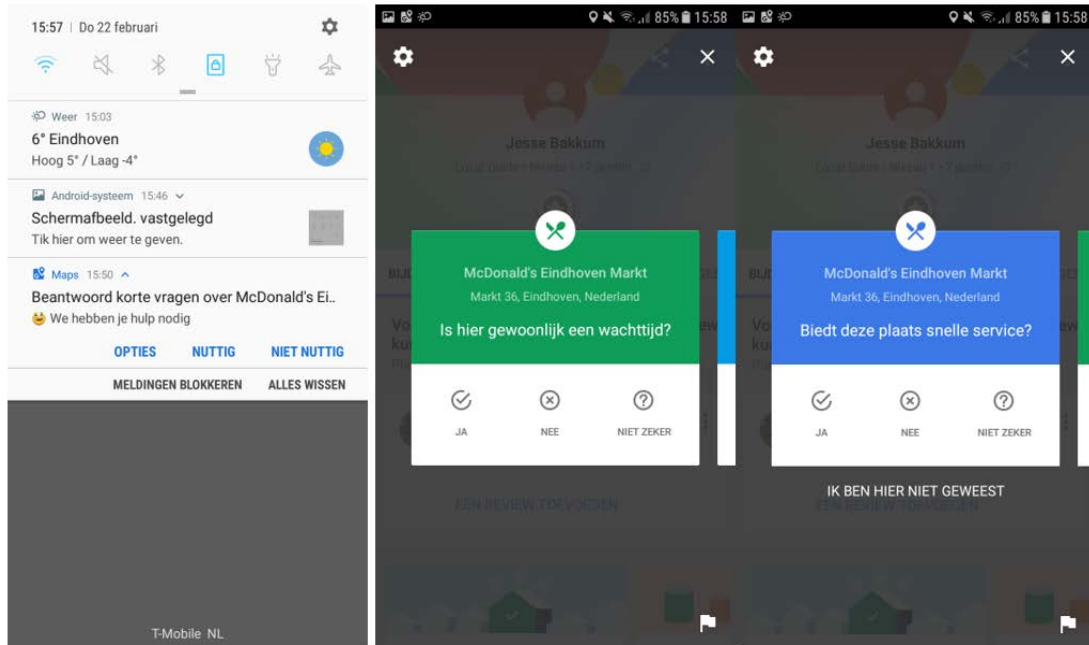 15:57 | Do 22 februari
Weer 15:03
6° Eindhoven
Hoog 5° / Laag -4°
Android-systeem 15:46
Schermafbeeld. vastgelegd
Tik hier om weer te geven.
Maps 15:50
Beantwoord korte vragen over McDonald's Ei..
We hebben je hulp nodig
OPTIES NUTTIG NIET NUTTIG
MELDINGEN BLOKKEREN ALLES WISSEN
T-Mobile NL
85% 15:58
Jesse Bakkum
McDonald's Eindhoven Markt
Markt 36, Eindhoven, Nederland
Is hier gewoonlijk een wachttijd?
JA NEE NIET ZEKER
EEN REVIEW TOEVOEGEN
85% 15:58
Jesse Bakkum
McDonald's Eindhoven Markt
Markt 36, Eindhoven, Nederland
Biedt deze plaats snelle service?
JA NEE NIET ZEKER
IK BEN HIER NIET GEWEEST
EEN REVIEW TOEVOEGEN